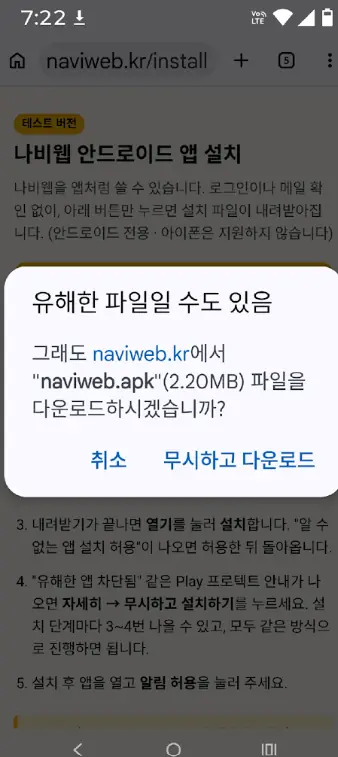 7:22
Vo LTE
naviweb.kr/install
5
테스트 버전
나비웹 안드로이드 앱 설치
나비웹을 앱처럼 쓸 수 있습니다. 로그인이나 메일 확
인 없이, 아래 버튼만 누르면 설치 파일이 내려받아집
니다. (안드로이드 전용 · 아이폰은 지원하지 않습니다)
유해한 파일일 수도 있음
그래도 naviweb.kr에서
"naviweb.apk"(2.20MB) 파일을
다운로드하시겠습니까?
취소
무시하고 다운로드
3. 내려받기가 끝나면 열기를 눌러 설치합니다. "알 수
없는 앱 설치 허용"이 나오면 허용한 뒤 돌아옵니다.
4. "유해한 앱 차단됨" 같은 Play 프로텍트 안내가 나
오면 자세히 → 무시하고 설치하기를 누르세요. 설
치 단계마다 3~4번 나올 수 있고, 모두 같은 방식으
로 진행하면 됩니다.
5. 설치 후 앱을 열고 알림 허용을 눌러 주세요.